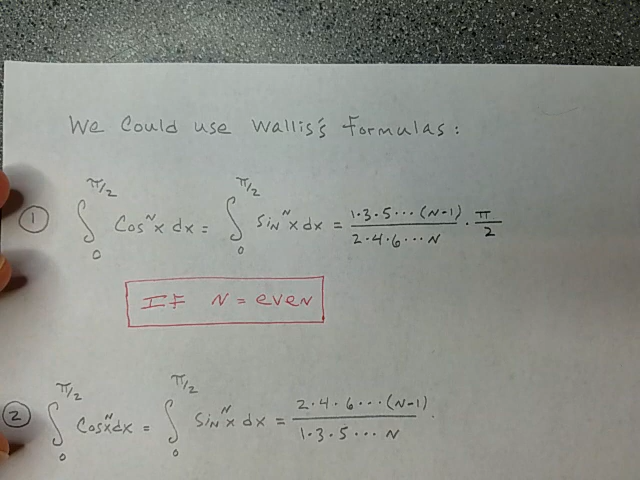 We Could use Wallis's Formulas:
① ∫₀^(π/2) Cosᴺx dx = ∫₀^(π/2) Sinᴺx dx = (1·3·5···(N-1))/(2·4·6···N) · π/2
IF N = eveN
② ∫₀^(π/2) Cosᴺx dx = ∫₀^(π/2) Sinᴺx dx = (2·4·6···(N-1))/(1·3·5···N).